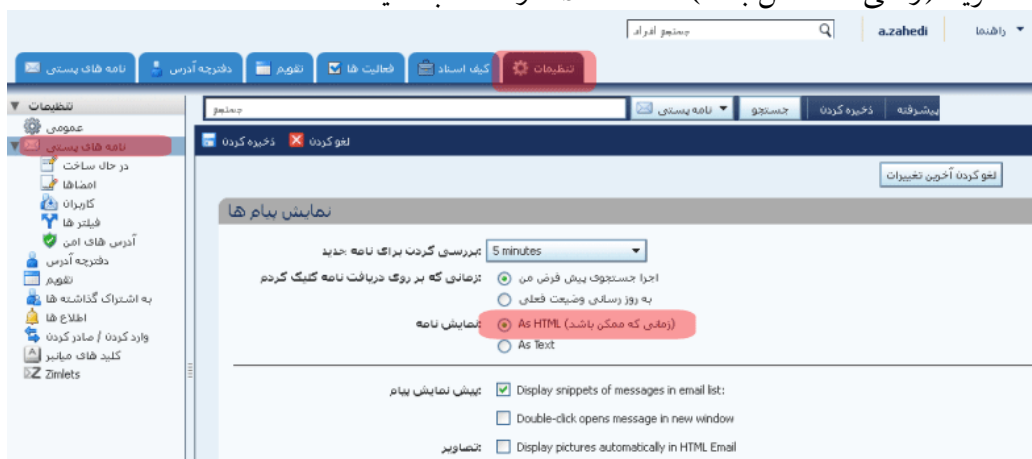 جستجو افراد
a.zahedi
راهنما
نامه های پستی
دفترچه آدرس
تقویم
فعالیت ها
کیف اسناد
تنظیمات
تنظیمات
جستجو
نامه پستی
جستجو
ذخیره کردن
پیشرفته
ذخیره کردن
لغو کردن
لغو کردن آخرین تغییرات
عمومی
نامه های پستی
در حال ساخت
امضاها
کاربران
فیلتر ها
آدرس های امن
دفترچه آدرس
تقویم
به اشتراک گذاشته ها
اطلاع ها
وارد کردن / صادر کردن
کلید های میانبر
Zimlets
نمایش پیام ها
بررسی کردن برای نامه جدید:
5 minutes
زمانی که بر روی دریافت نامه کلیک کردم:
اجرا جستجوی پیش فرض من
به روز رسانی وضیعت فعلی
نمایش نامه:
As HTML (زمانی که ممکن باشد)
As Text
پیش نمایش پیام:
Display snippets of messages in email list:
Double-click opens message in new window
تصاویر:
Display pictures automatically in HTML Email